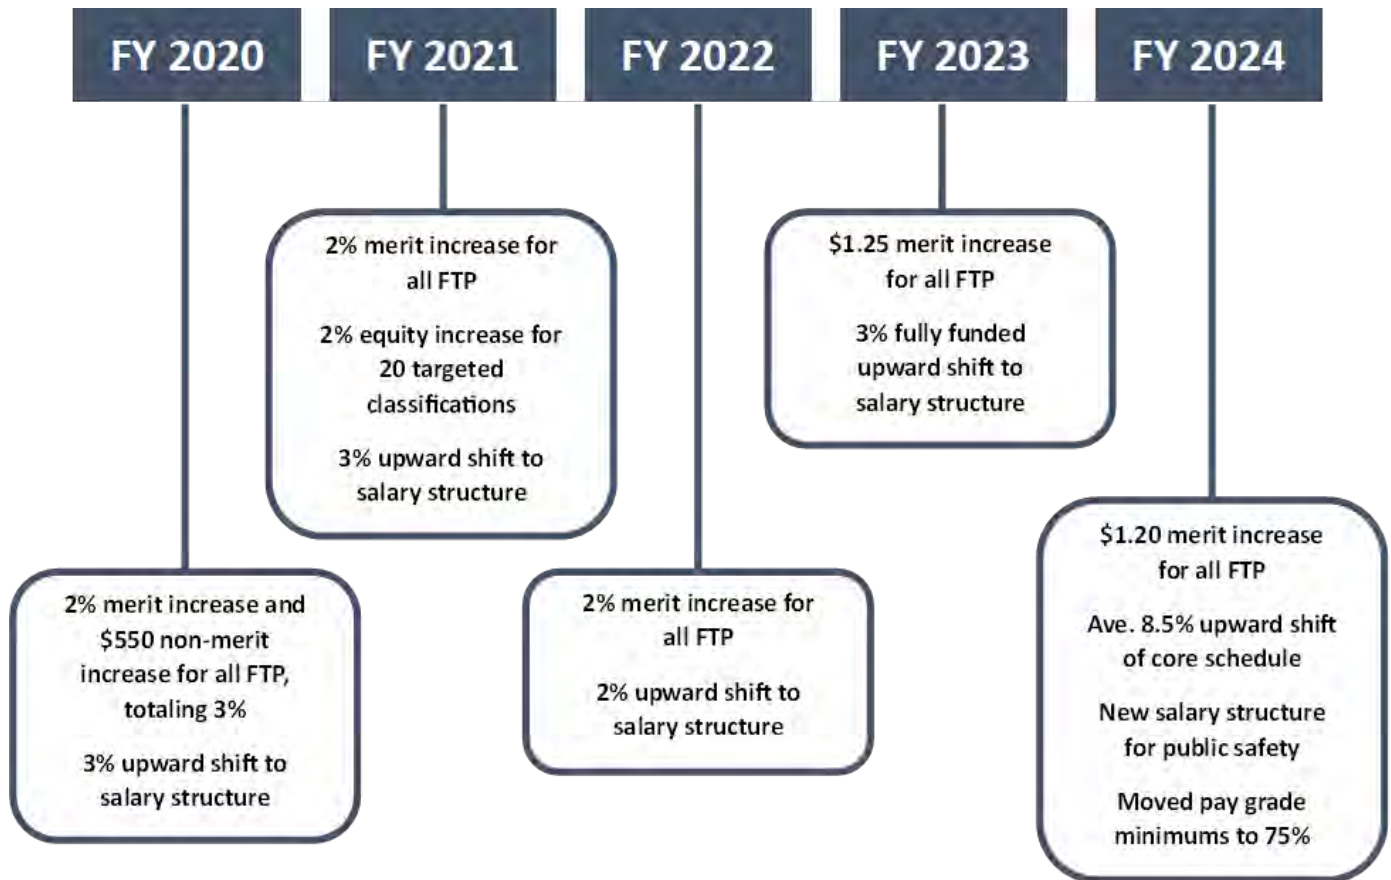 FY 2020
FY 2021
FY 2022
FY 2023
FY 2024
2% merit increase and
$550 non-merit
increase for all FTP,
totaling 3%
3% upward shift to
salary structure
2% merit increase for
all FTP
2% equity increase for
20 targeted
classifications
3% upward shift to
salary structure
2% merit increase for
all FTP
2% upward shift to
salary structure
$1.25 merit increase
for all FTP
3% fully funded
upward shift to
salary structure
$1.20 merit increase
for all FTP
Ave. 8.5% upward shift
of core schedule
New salary structure
for public safety
Moved pay grade
minimums to 75%